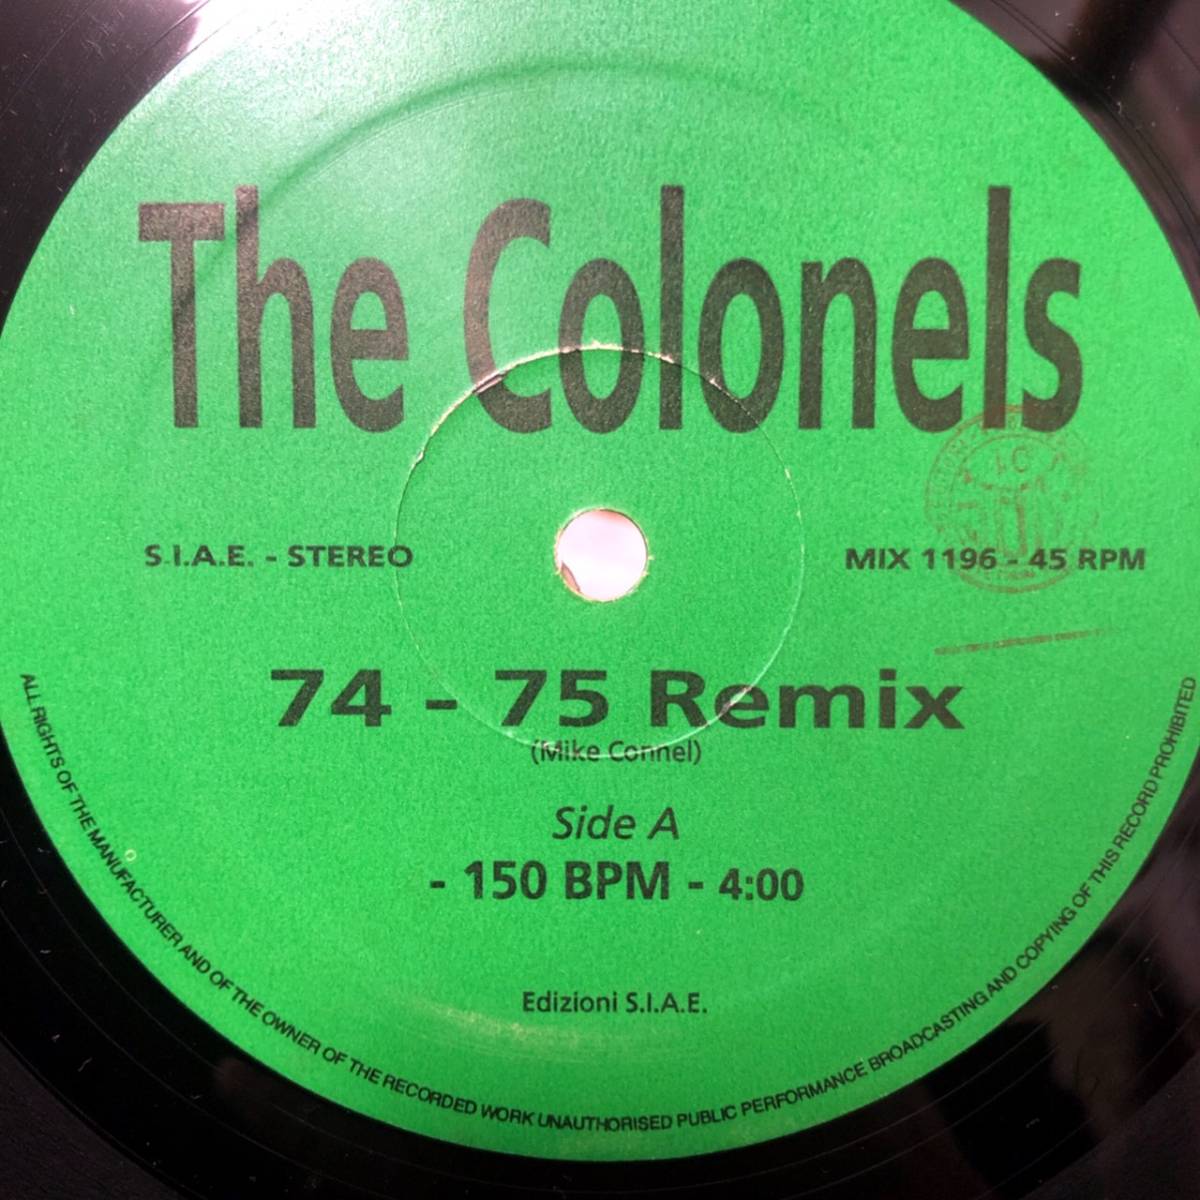 The Colonels
S.I.A.E. - STEREO
MIX 1196 - 45 RPM
74 - 75 Remix
(Mike Connel)
Side A
- 150 BPM - 4:00
Edizioni S.I.A.E.
ALL RIGHTS OF THE MANUFACTURER AND OF THE OWNER OF THE RECORDED WORK UNAUTHORISED PUBLIC PERFORMANCE BROADCASTING AND COPYING OF THIS RECORD PROHIBITED